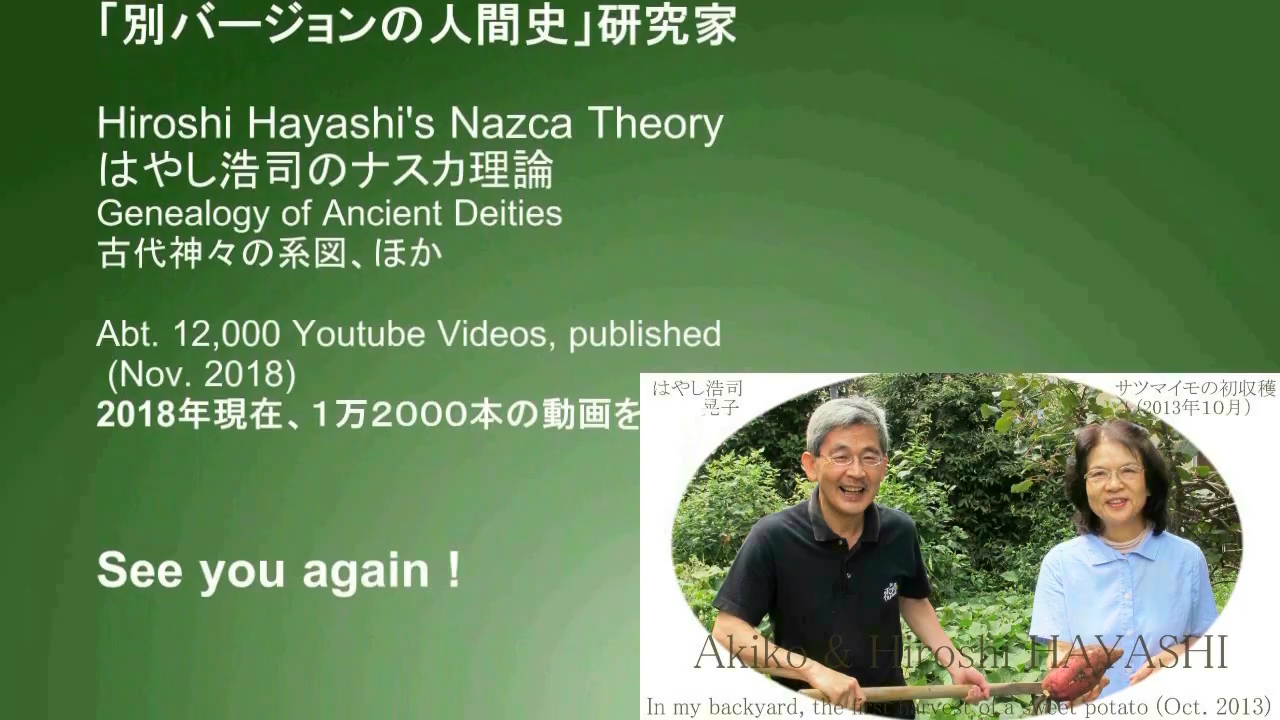 「別バージョンの人間史」研究家
Hiroshi Hayashi's Nazca Theory
はやし浩司のナスカ理論
Genealogy of Ancient Deities
古代神々の系図、ほか
Abt. 12,000 Youtube Videos, published
(Nov. 2018)
2018年現在、１万２０００本の動画を
See you again！
はやし浩司
晃子
サツマイモの初収穫
(2013年10月)
Akiko & Hiroshi HAYASHI
In my backyard, the first harvest of a sweet potato (Oct. 2013)